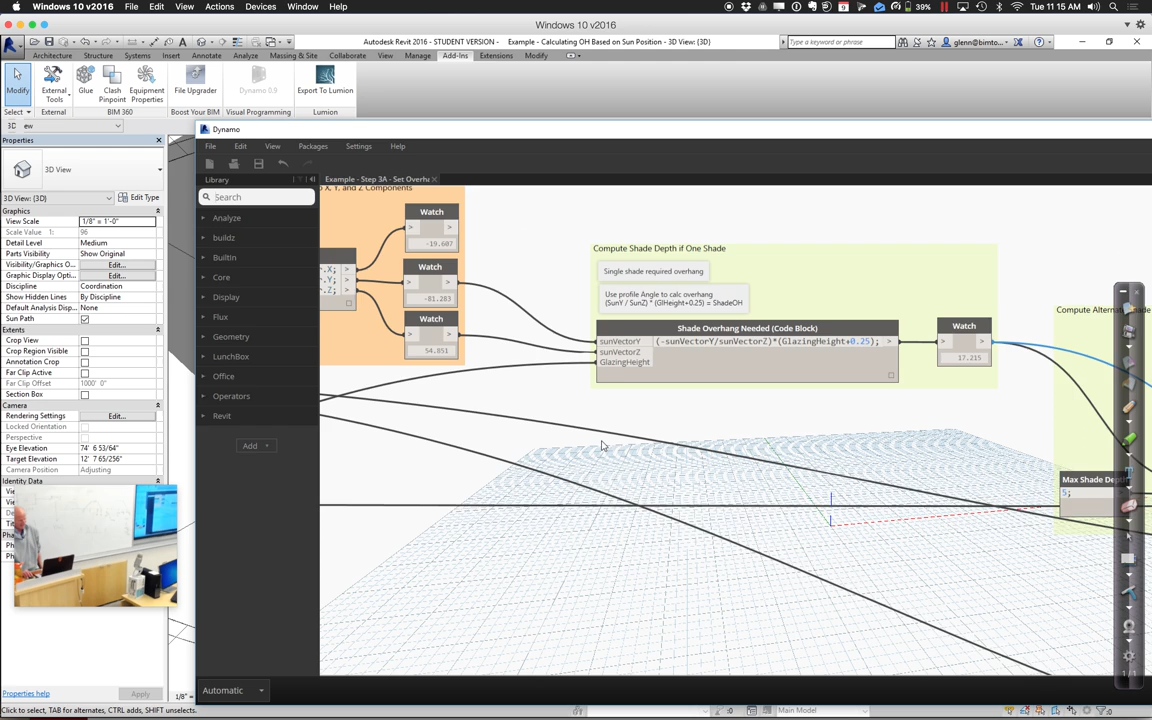 Dynamo v2016 File Edit View Actions Devices Window Help 39% Tue 11 15 AM
Windows 10 v2016
Autodesk Revit 2016 - STUDENT VERSION - Example - Calculating OH Based on Sun Position - 3D View: {3D}
Type a keyword or phrase
glenn@bimto...
Architecture Structure Systems Insert Annotate Analyze Massing & Site Collaborate View Manage Add-Ins Extensions Modify
Modify
External Tools
Glue
Clash Pinpoint
Equipment Properties
File Upgrader
Dynamo 0.9
Export To Lumion
Select External BIM 360 Boost Your BIM Visual Programming Lumion
Properties
3D View
3D View: {3D} Edit Type
Graphics
View Scale 1/8" = 1'-0"
Scale Value 1: 96
Detail Level Medium
Parts Visibility Show Original
Visibility/Graphics O... Edit...
Graphic Display Opti... Edit...
Discipline Coordination
Show Hidden Lines By Discipline
Default Analysis Disp... None
Sun Path
Extents
Crop View
Crop Region Visible
Annotation Crop
Far Clip Active
Far Clip Offset 1000' 0"
Section Box
Camera
Rendering Settings Edit...
Locked Orientation
Perspective
Eye Elevation 74' 6 53/64"
Target Elevation 12' 7 65/256"
Camera Position Adjusting
Identity Data
Properties help
Apply
Click to select, TAB for alternates, CTRL adds, SHIFT unselects.
Main Model
Dynamo
File Edit View Packages Settings Help
Library
Example - Step 3A - Set Overha
Search
Analyze
buildz
BuiltIn
Core
Display
Flux
Geometry
LunchBox
Office
Operators
Revit
Add
Automatic
X, Y, and Z Components
Watch
-19.607
Watch
-81.283
Watch
54.851
Compute Shade Depth if One Shade
Single shade required overhang
Use profile Angle to calc overhang
(SunY / SunZ) * (GlHeight+0.25) = ShadeOH
Shade Overhang Needed (Code Block)
sunVectorY (-sunVectorY/sunVectorZ)*(GlazingHeight+0.25);
sunVectorZ
GlazingHeight
Watch
17.215
Max Shade Dep
5;